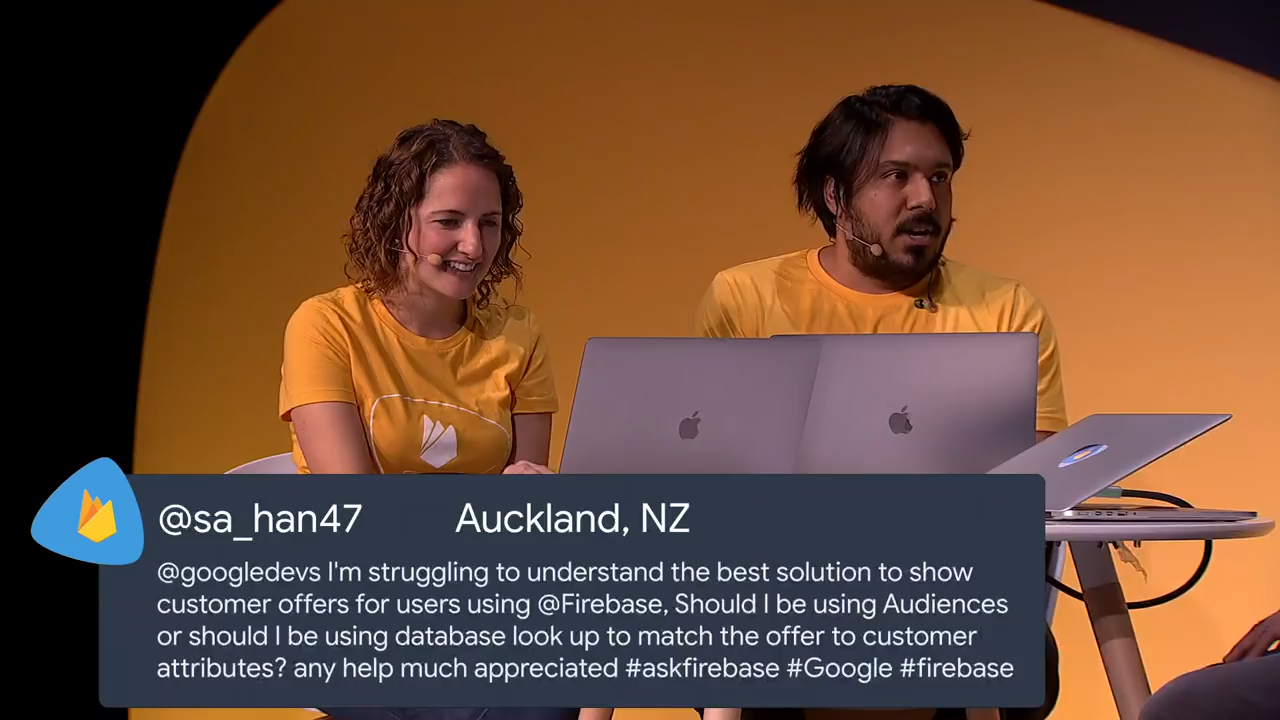 @sa_han47 Auckland, NZ
@googledevs I'm struggling to understand the best solution to show
customer offers for users using @Firebase, Should I be using Audiences
or should I be using database look up to match the offer to customer
attributes? any help much appreciated #askfirebase #Google #firebase